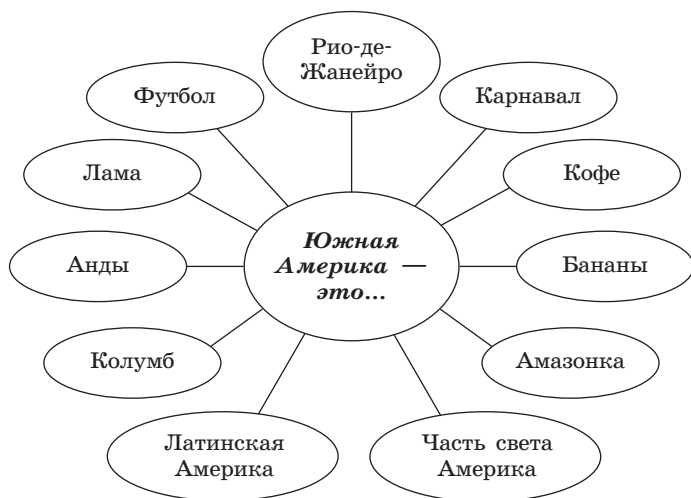 Рио-де-
Жанейро
Футбол
Карнавал
Лама
Кофе
Южная
Америка —
это...
Анды
Бананы
Колумб
Амазонка
Латинская
Америка
Часть света
Америка